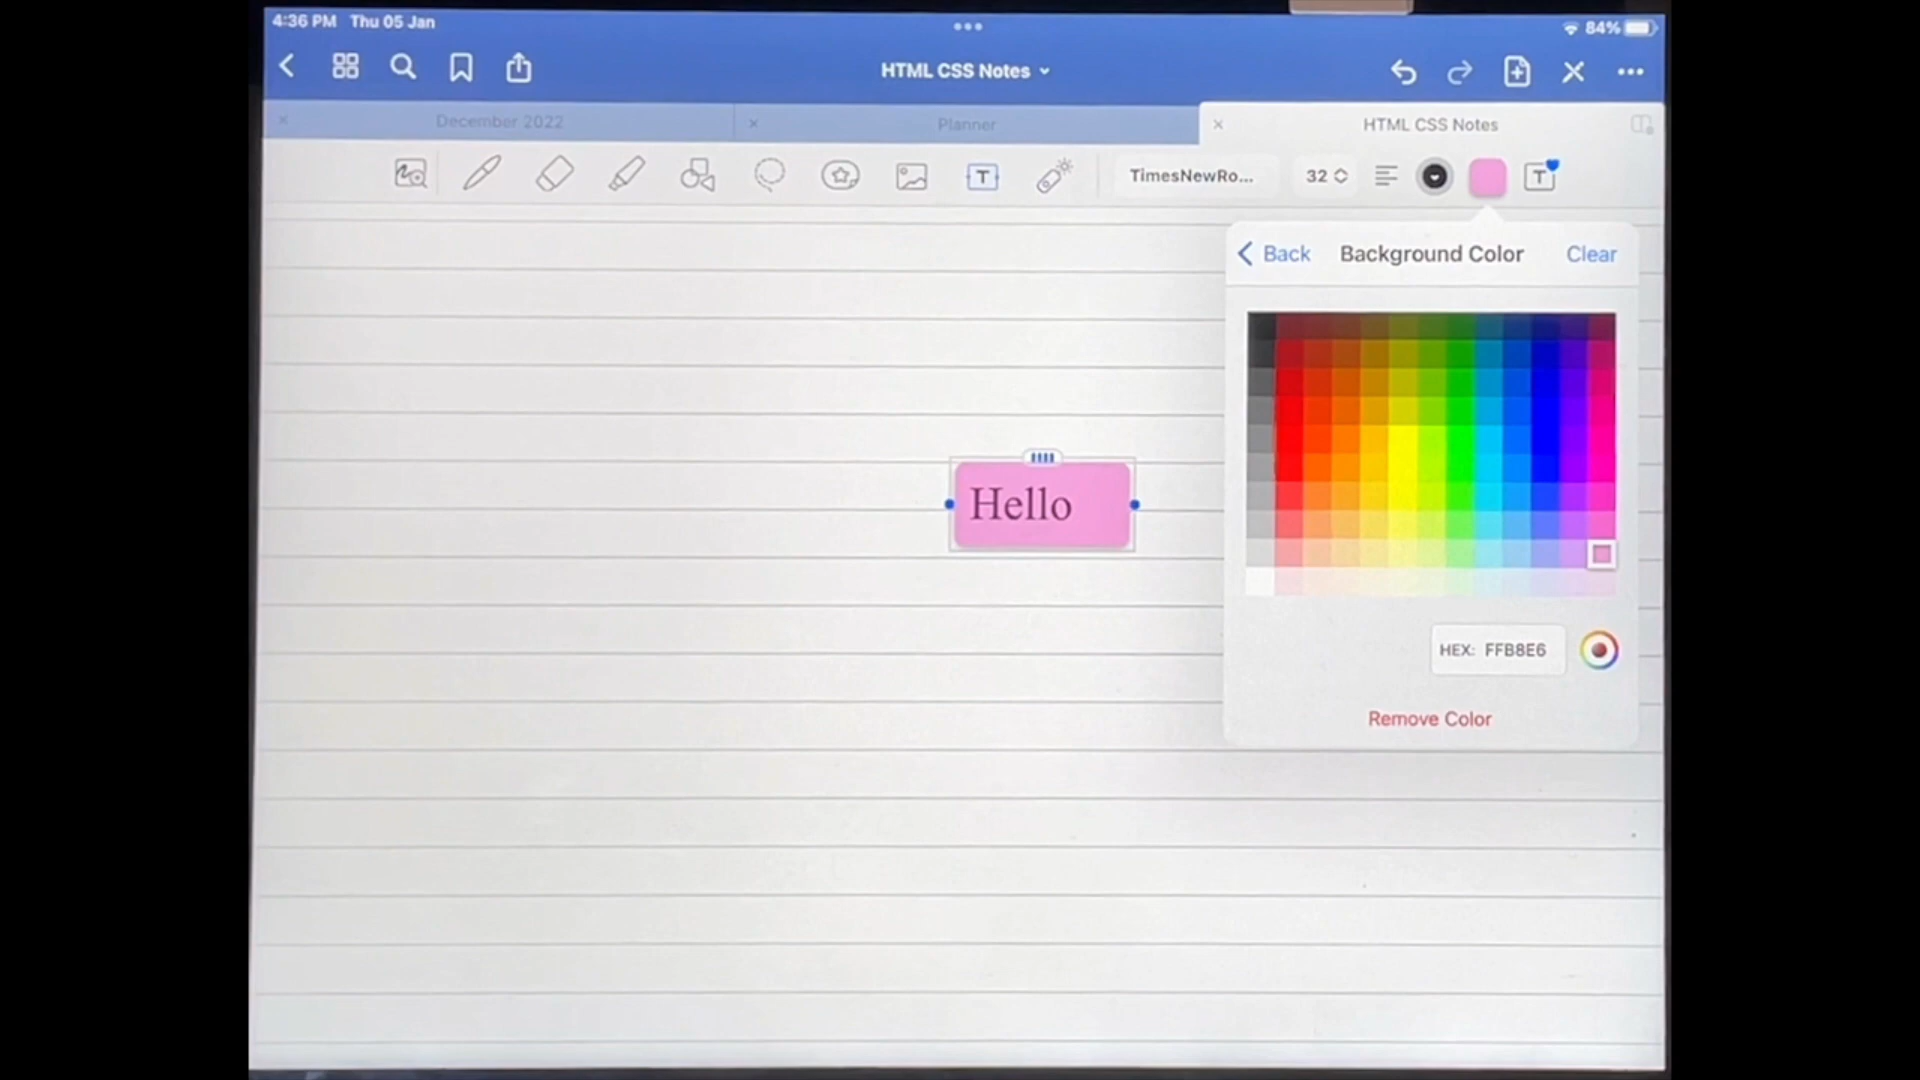 4:36 PM Thu 05 Jan
84%
HTML CSS Notes
December 2022
Planner
HTML CSS Notes
TimesNewRo...
32
T
T
Back
Background Color
Clear
Hello
HEX: FFB8E6
Remove Color